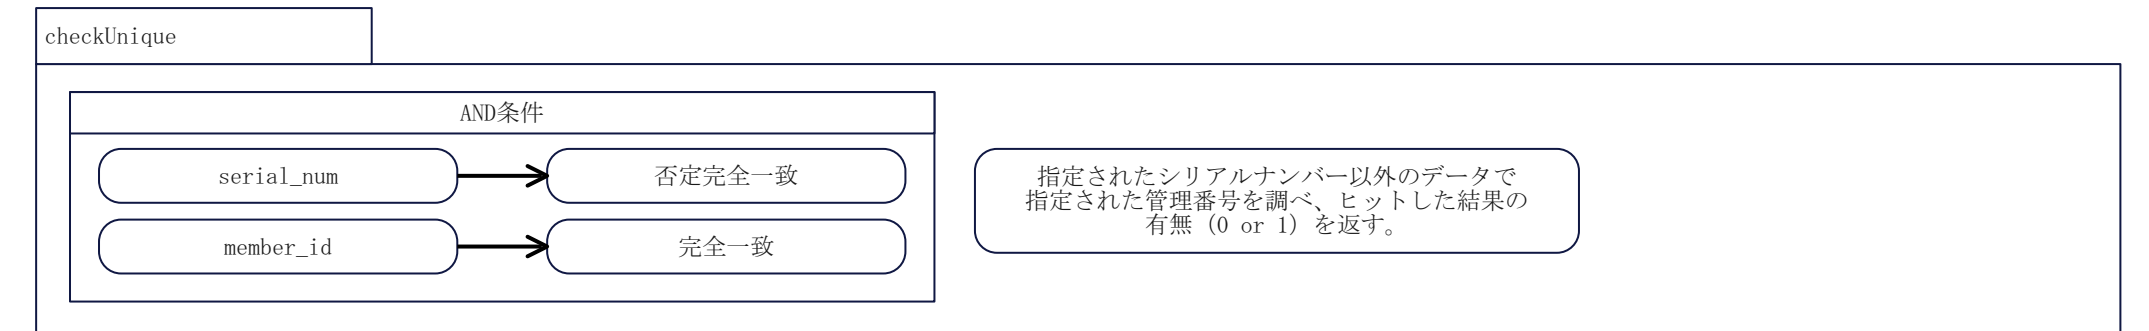 checkUnique
AND条件
serial_num
否定完全一致
member_id
完全一致
指定されたシリアルナンバー以外のデータで
指定された管理番号を調べ、ヒットした結果の
有無（0 or 1）を返す。